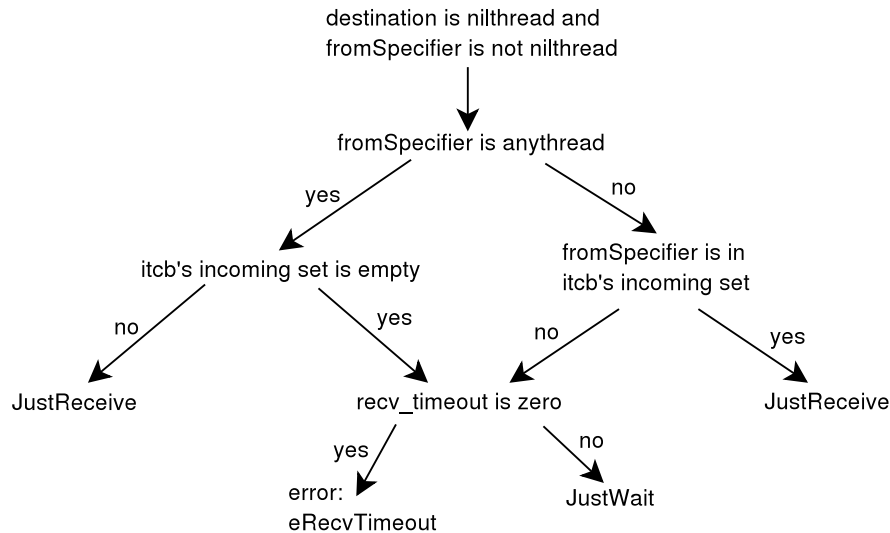 destination is nilthread and
fromSpecifier is not nilthread
fromSpecifier is anythread
yes
no
itcb's incoming set is empty
fromSpecifier is in
itcb's incoming set
no
yes
no
yes
JustReceive
recv_timeout is zero
JustReceive
yes
no
error:
eRecvTimeout
JustWait